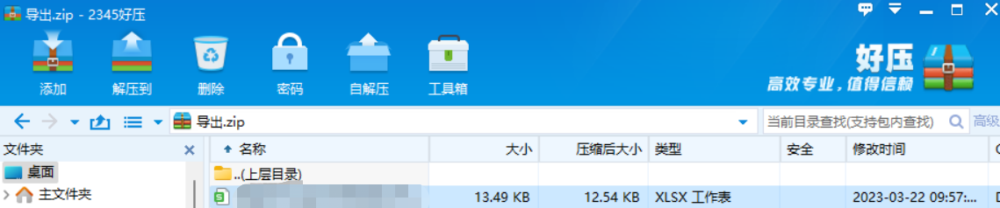 导出.zip - 2345好压
添加 解压到 删除 密码 自解压 工具箱
好压
高效专业，值得信赖
导出.zip 当前目录查找(支持包内查找) 高级
文件夹 名称 大小 压缩后大小 类型 安全 修改时间
桌面 ..(上层目录)
主文件夹 13.49 KB 12.54 KB XLSX 工作表 2023-03-22 09:57:...